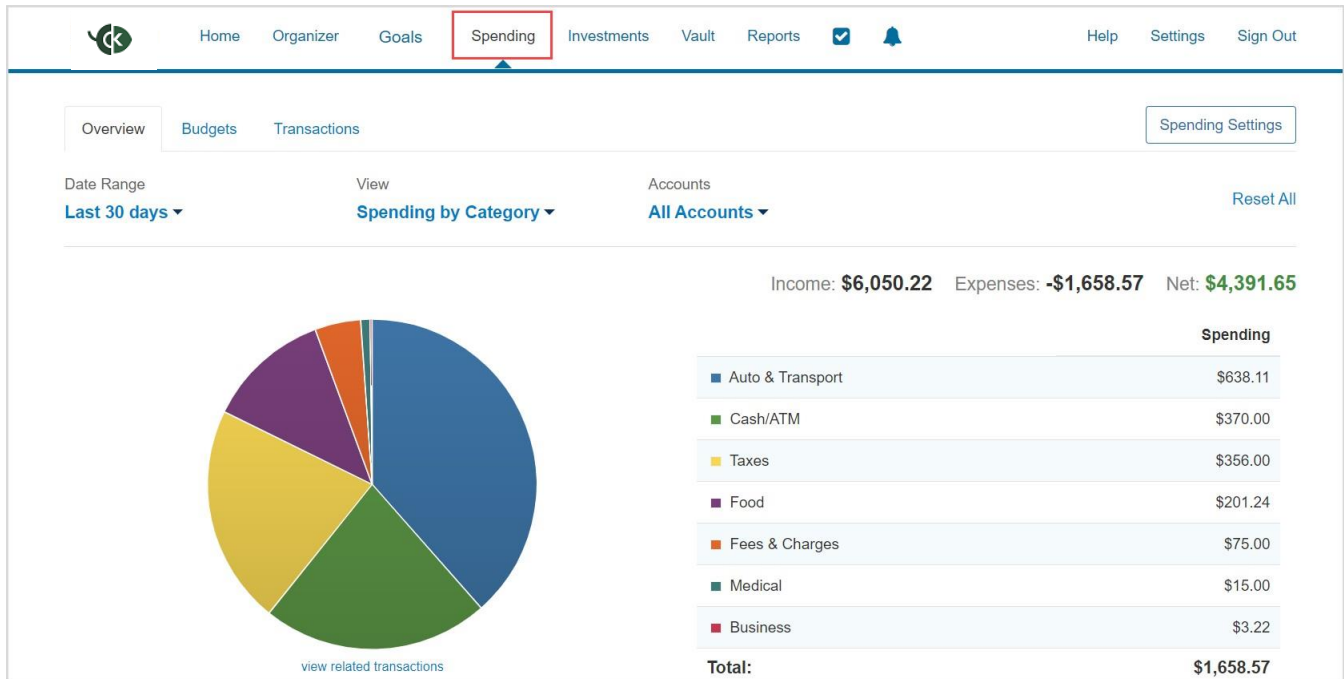 CK
Home Organizer Goals Spending Investments Vault Reports Help Settings Sign Out
Overview Budgets Transactions Spending Settings
Date Range View Accounts
Last 30 days Spending by Category All Accounts Reset All
Income: $6,050.22 Expenses: -$1,658.57 Net: $4,391.65
Spending
Auto & Transport $638.11
Cash/ATM $370.00
Taxes $356.00
Food $201.24
Fees & Charges $75.00
Medical $15.00
Business $3.22
view related transactions
Total: $1,658.57